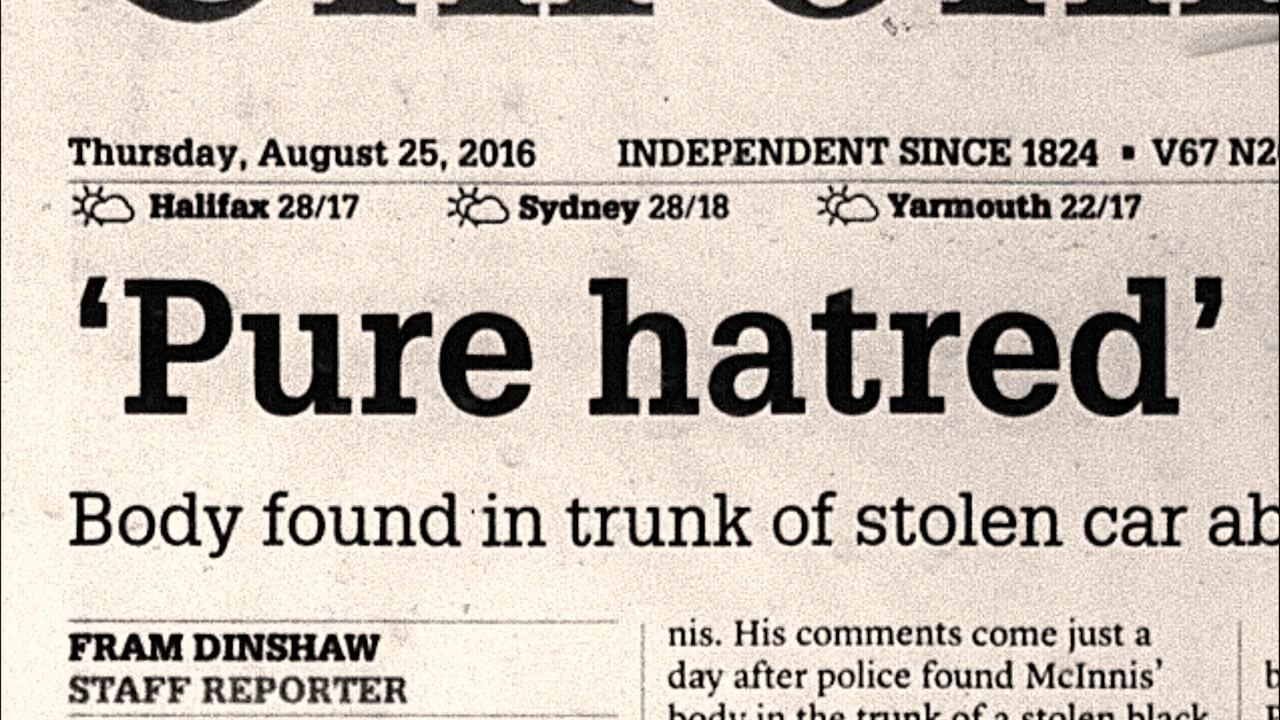 Thursday, August 25, 2016 INDEPENDENT SINCE 1824 ▪ V67
Halifax 28/17 Sydney 28/18 Yarmouth 22/17
‘Pure hatred’
Body found in trunk of stolen car
FRAM DINSHAW
STAFF REPORTER
nis. His comments come just a
day after police found McInnis’
body in the trunk of a stolen black